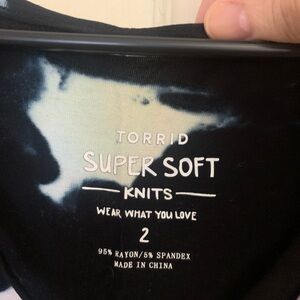 TORRID
SUPER SOFT
KNITS
WEAR WHAT YOU LOVE
2
95% RAYON/5% SPANDEX
MADE IN CHINA